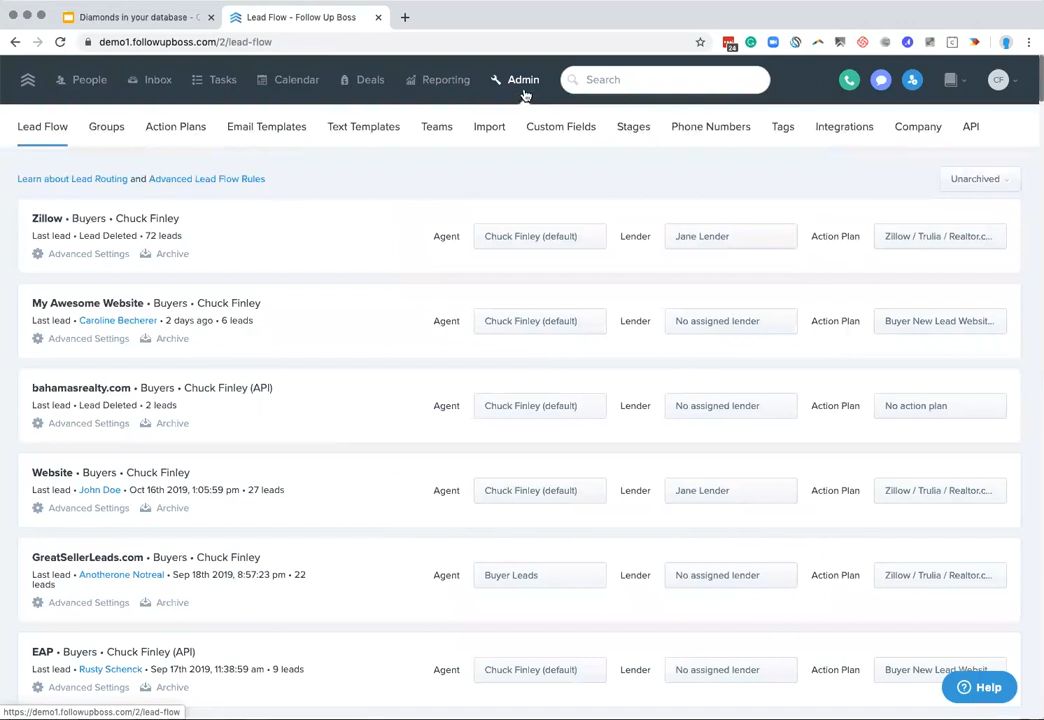 Diamonds in your database - G
Lead Flow - Follow Up Boss
demo1.followupboss.com/2/lead-flow
24
People
Inbox
Tasks
Calendar
Deals
Reporting
Admin
Search
CF
Lead Flow
Groups
Action Plans
Email Templates
Text Templates
Teams
Import
Custom Fields
Stages
Phone Numbers
Tags
Integrations
Company
API
Learn about Lead Routing and Advanced Lead Flow Rules
Unarchived
Zillow • Buyers • Chuck Finley
Last lead • Lead Deleted • 72 leads
Advanced Settings Archive
Agent Chuck Finley (default) Lender Jane Lender Action Plan Zillow / Trulia / Realtor.c...
My Awesome Website • Buyers • Chuck Finley
Last lead • Caroline Becherer • 2 days ago • 6 leads
Advanced Settings Archive
Agent Chuck Finley (default) Lender No assigned lender Action Plan Buyer New Lead Websit...
bahamasrealty.com • Buyers • Chuck Finley (API)
Last lead • Lead Deleted • 2 leads
Advanced Settings Archive
Agent Chuck Finley (default) Lender No assigned lender Action Plan No action plan
Website • Buyers • Chuck Finley
Last lead • John Doe • Oct 16th 2019, 1:05:59 pm • 27 leads
Advanced Settings Archive
Agent Chuck Finley (default) Lender Jane Lender Action Plan Zillow / Trulia / Realtor.c...
GreatSellerLeads.com • Buyers • Chuck Finley
Last lead • Anotherone Notreal • Sep 18th 2019, 8:57:23 pm • 22
leads
Advanced Settings Archive
Agent Buyer Leads Lender No assigned lender Action Plan Zillow / Trulia / Realtor.c...
EAP • Buyers • Chuck Finley (API)
Last lead • Rusty Schenck • Sep 17th 2019, 11:38:59 am • 9 leads
Advanced Settings Archive
Agent Chuck Finley (default) Lender No assigned lender Action Plan Buyer New Lead Websit...
Help
https://demo1.followupboss.com/2/lead-flow